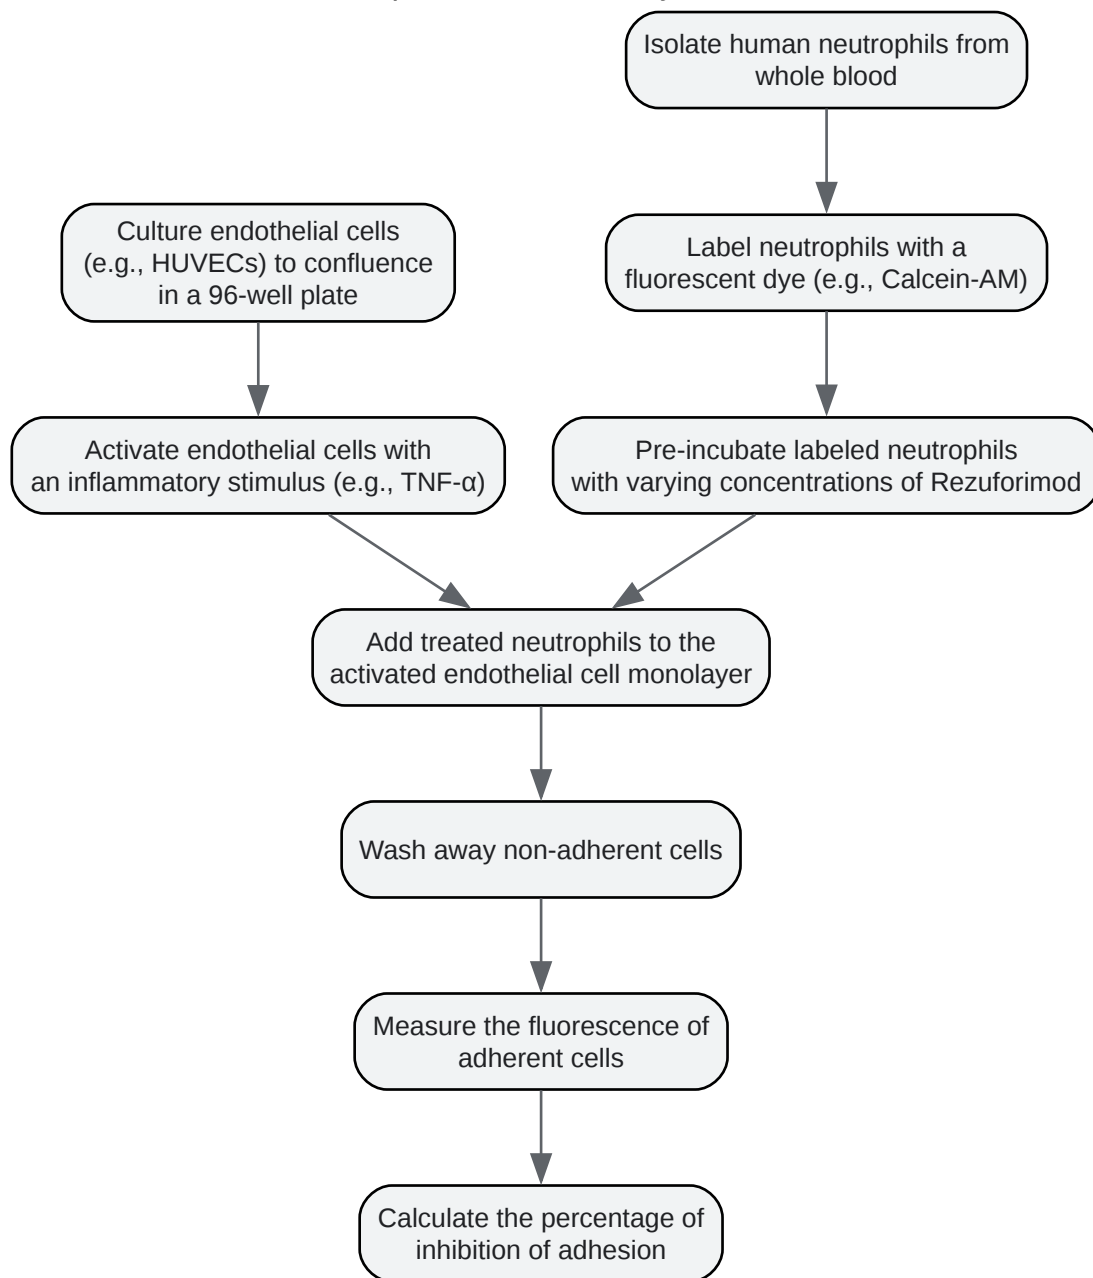 Isolate human neutrophils from
whole blood
Culture endothelial cells
(e.g., HUVECs) to confluence
in a 96-well plate
Label neutrophils with a
fluorescent dye (e.g., Calcein-AM)
Activate endothelial cells with
an inflammatory stimulus (e.g., TNF-α)
Pre-incubate labeled neutrophils
with varying concentrations of Rezuforimod
Add treated neutrophils to the
activated endothelial cell monolayer
Wash away non-adherent cells
Measure the fluorescence of
adherent cells
Calculate the percentage of
inhibition of adhesion